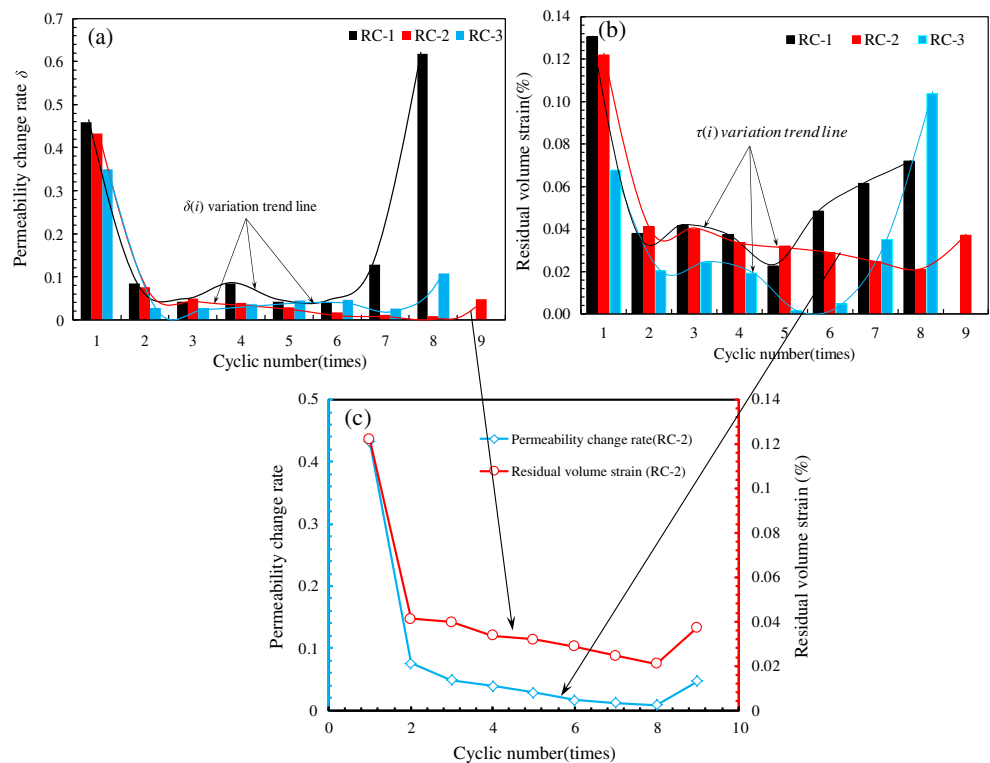 (a)
RC-1 RC-2 RC-3
Permeability change rate δ
0.7
0.6
0.5
0.4
0.3
0.2
0.1
0
δ(i) variation trend line
1 2 3 4 5 6 7 8 9
Cyclic number(times)
(b)
RC-1 RC-2 RC-3
Residual volume strain(%)
0.14
0.12
0.10
0.08
0.06
0.04
0.02
0.00
τ(i) variation trend line
1 2 3 4 5 6 7 8 9
Cyclic number(times)
(c)
Permeability change rate(RC-2)
Residual volume strain (RC-2)
Permeability change rate
0.5
0.4
0.3
0.2
0.1
0
0.14
0.12
0.1
0.08
0.06
0.04
0.02
0
Residual volume strain (%)
0 2 4 6 8 10
Cyclic number(times)